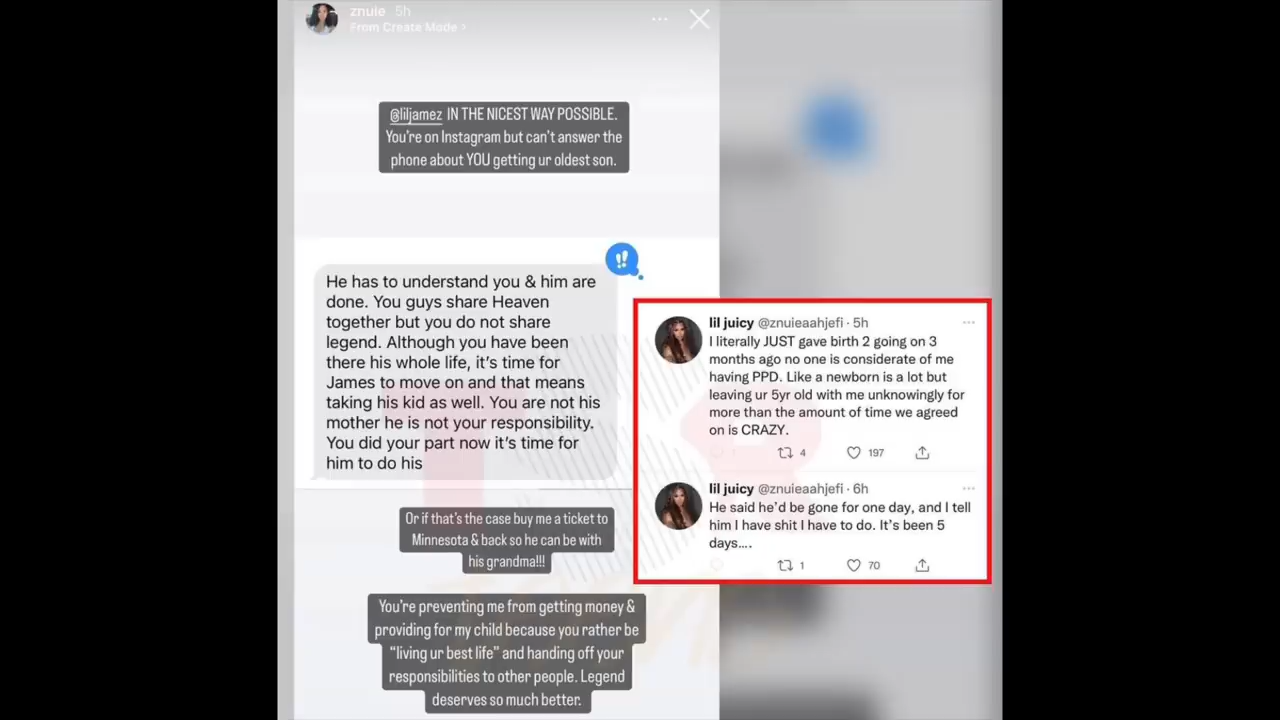 znuie 5h
From Create Mode >
@liljamez IN THE NICEST WAY POSSIBLE.
You're on Instagram but can't answer the
phone about YOU getting ur oldest son.
He has to understand you & him are
done. You guys share Heaven
together but you do not share
legend. Although you have been
there his whole life, it's time for
James to move on and that means
taking his kid as well. You are not his
mother he is not your responsibility.
You did your part now it's time for
him to do his
Or if that's the case buy me a ticket to
Minnesota & back so he can be with
his grandma!!!
You're preventing me from getting money &
providing for my child because you rather be
"living ur best life" and handing off your
responsibilities to other people. Legend
deserves so much better.
lil juicy @znuieaahjefi · 5h
I literally JUST gave birth 2 going on 3
months ago no one is considerate of me
having PPD. Like a newborn is a lot but
leaving ur 5yr old with me unknowingly for
more than the amount of time we agreed
on is CRAZY.
4 197
lil juicy @znuieaahjefi · 6h
He said he'd be gone for one day, and I tell
him I have shit I have to do. It's been 5
days....
1 70